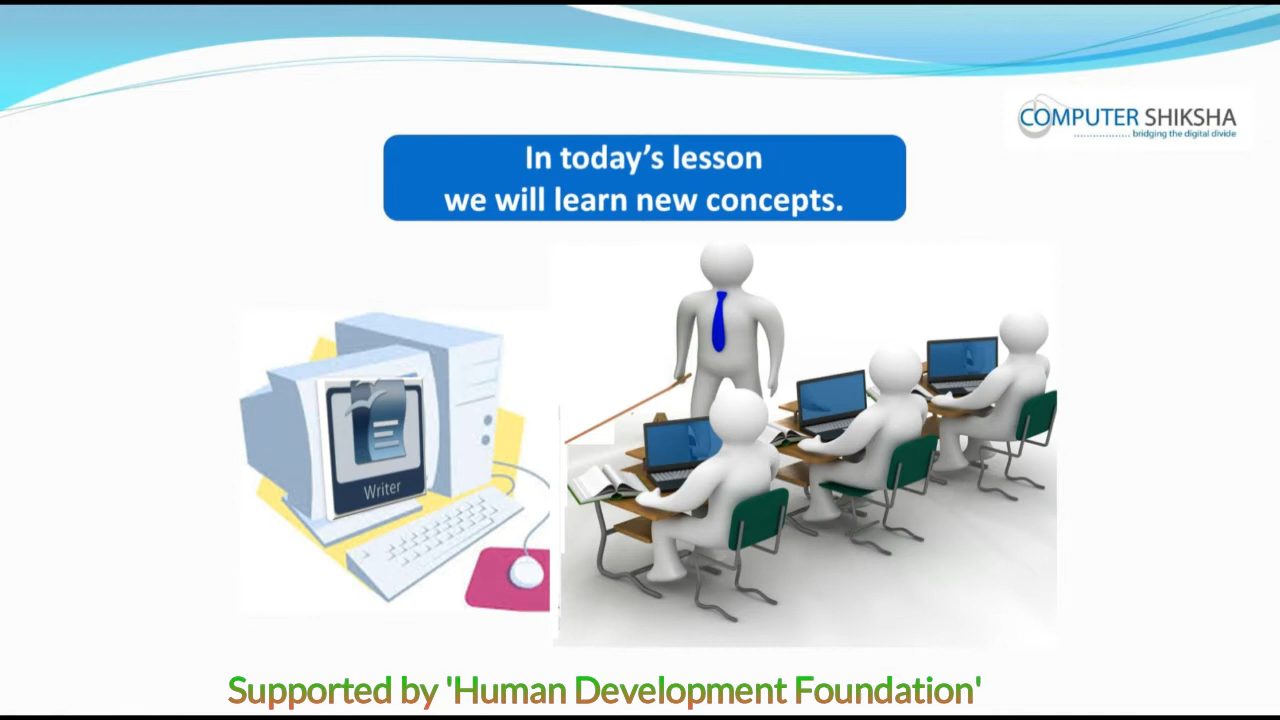 COMPUTER SHIKSHA
bridging the digital divide
In today's lesson
we will learn new concepts.
Writer
Supported by 'Human Development Foundation'